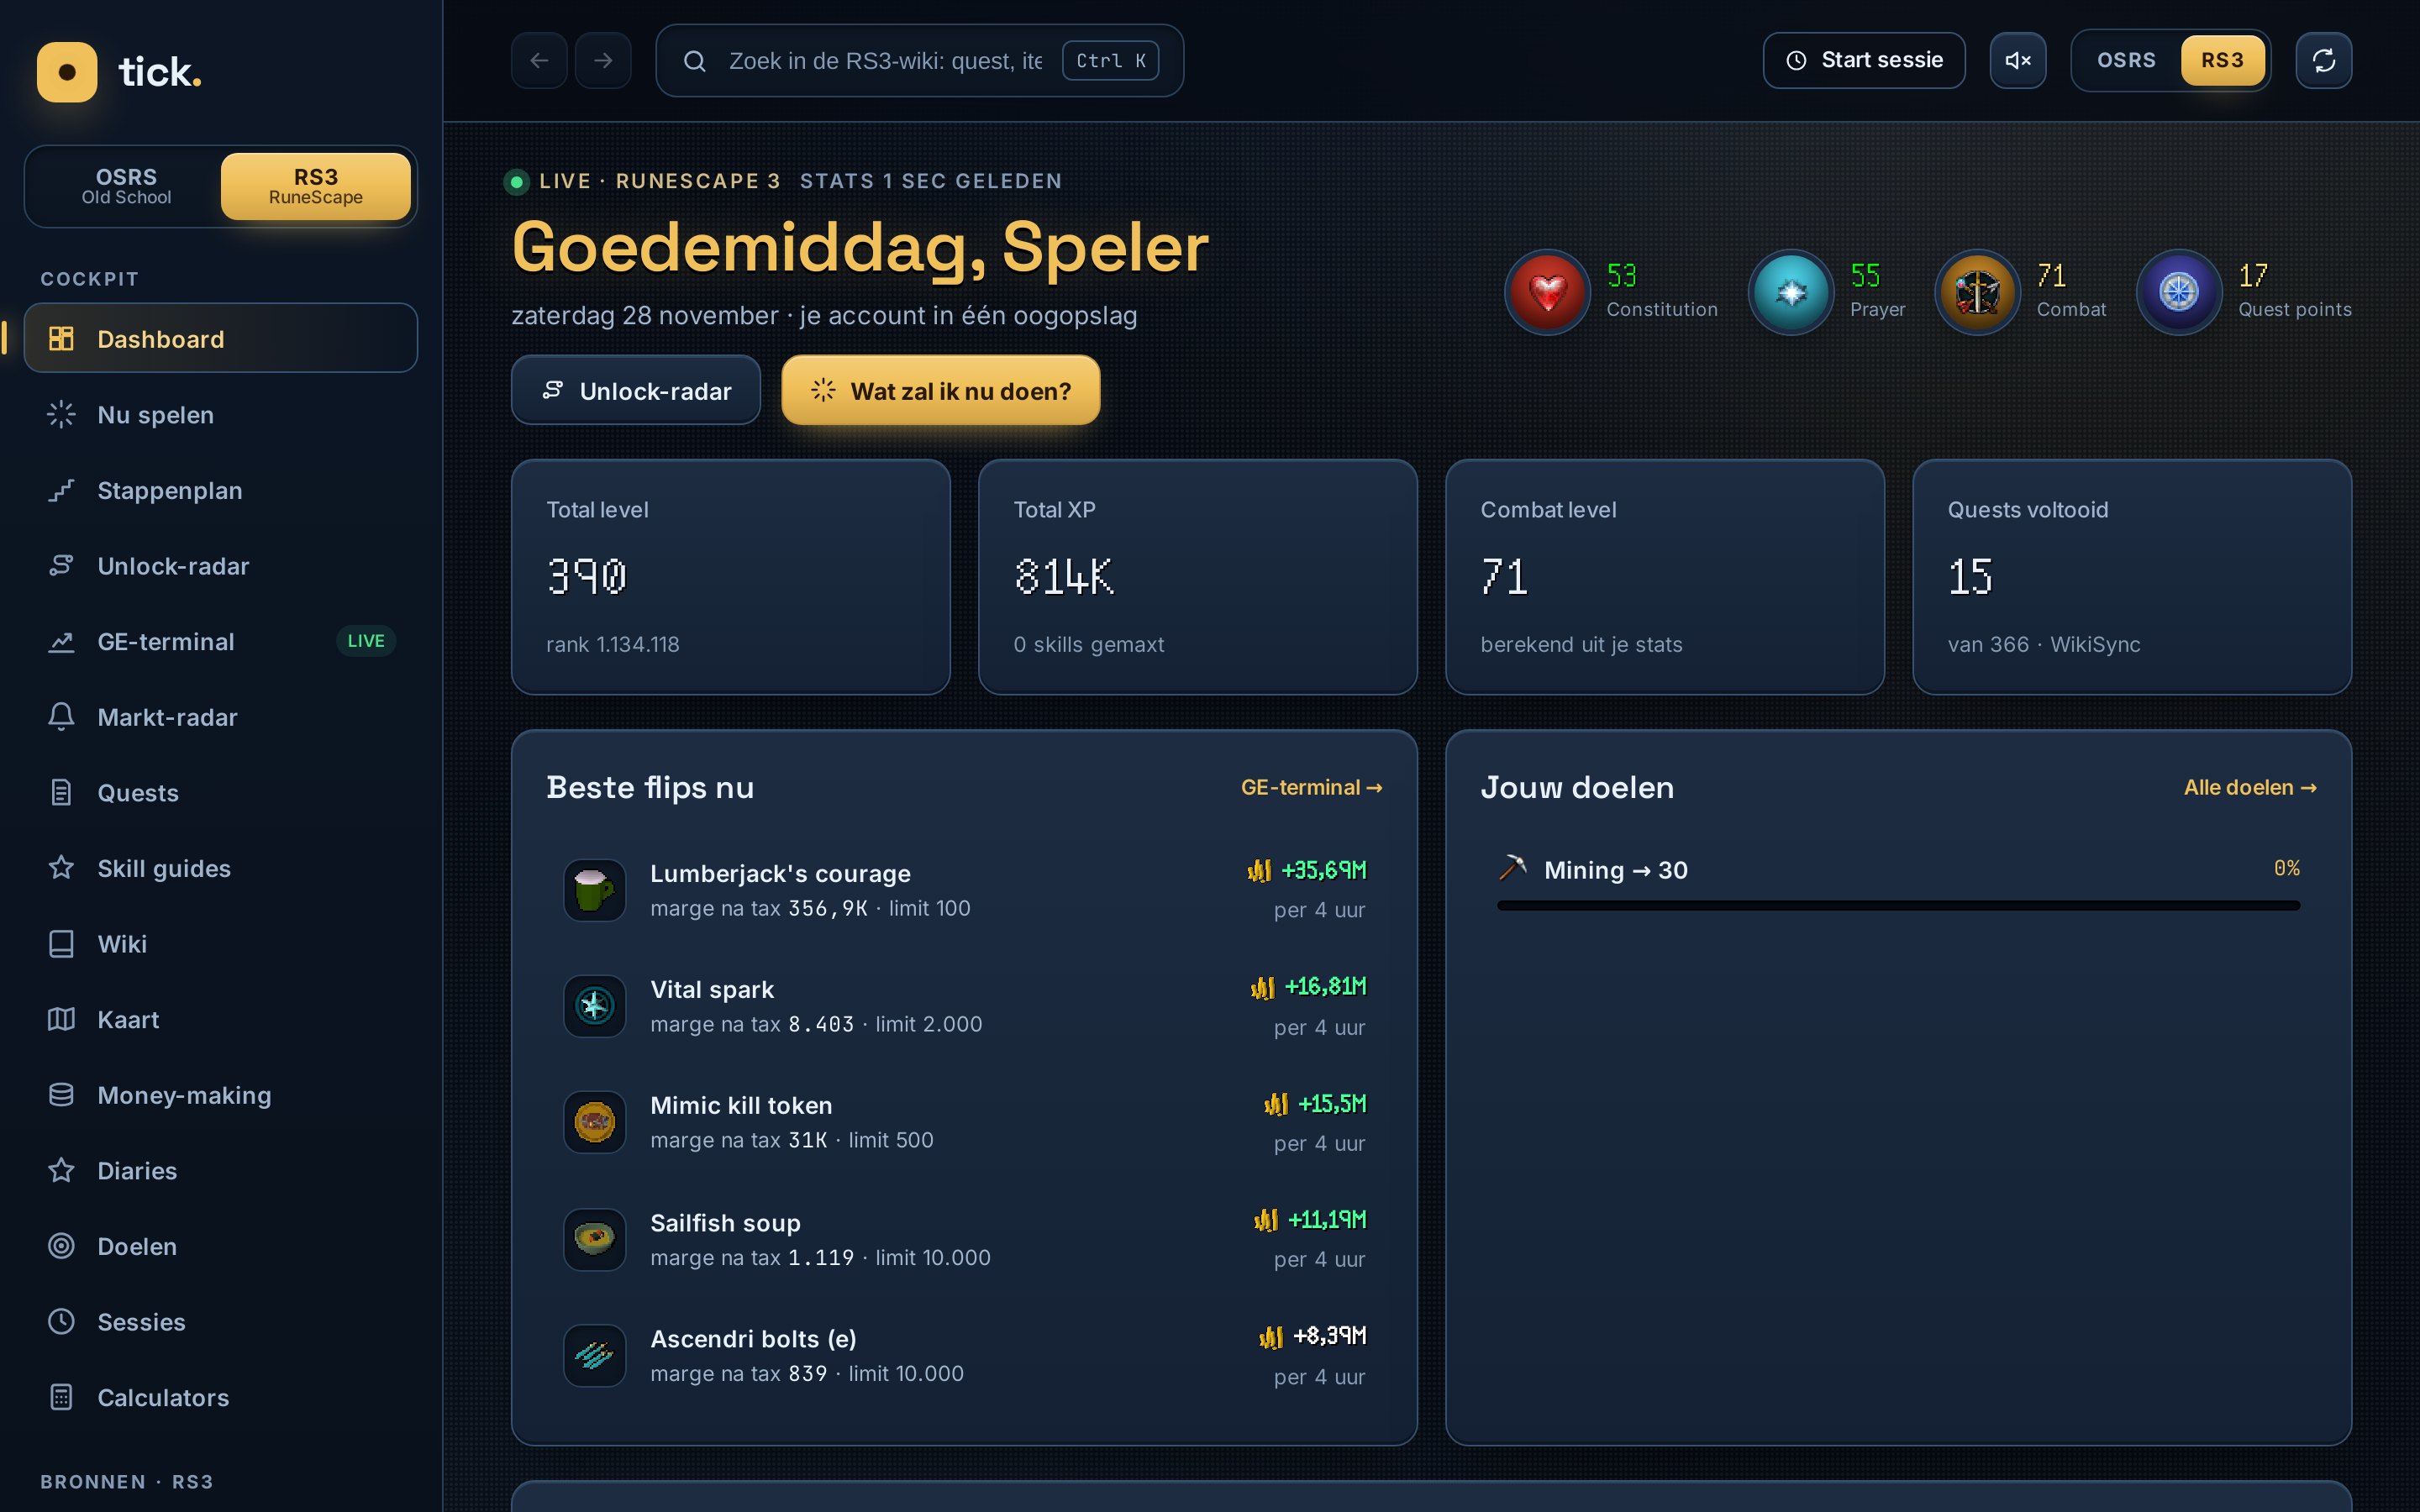 tick.
OSRS
Old School
RS3
RuneScape
COCKPIT
Dashboard
Nu spelen
Stappenplan
Unlock-radar
GE-terminal LIVE
Markt-radar
Quests
Skill guides
Wiki
Kaart
Money-making
Diaries
Doelen
Sessies
Calculators
BRONNEN · RS3
Zoek in de RS3-wiki: quest, ite Ctrl K
Start sessie
OSRS RS3
LIVE · RUNESCAPE 3 STATS 1 SEC GELEDEN
Goedemiddag, Speler
zaterdag 28 november · je account in één oogopslag
Unlock-radar
Wat zal ik nu doen?
53
Constitution
55
Prayer
71
Combat
17
Quest points
Total level
390
rank 1.134.118
Total XP
814K
0 skills gemaxt
Combat level
71
berekend uit je stats
Quests voltooid
15
van 366 · WikiSync
Beste flips nu
GE-terminal →
Lumberjack's courage
marge na tax 356,9K · limit 100
+35,69M
per 4 uur
Vital spark
marge na tax 8.403 · limit 2.000
+16,81M
per 4 uur
Mimic kill token
marge na tax 31K · limit 500
+15,5M
per 4 uur
Sailfish soup
marge na tax 1.119 · limit 10.000
+11,19M
per 4 uur
Ascendri bolts (e)
marge na tax 839 · limit 10.000
+8,39M
per 4 uur
Jouw doelen
Alle doelen →
Mining → 30
0%